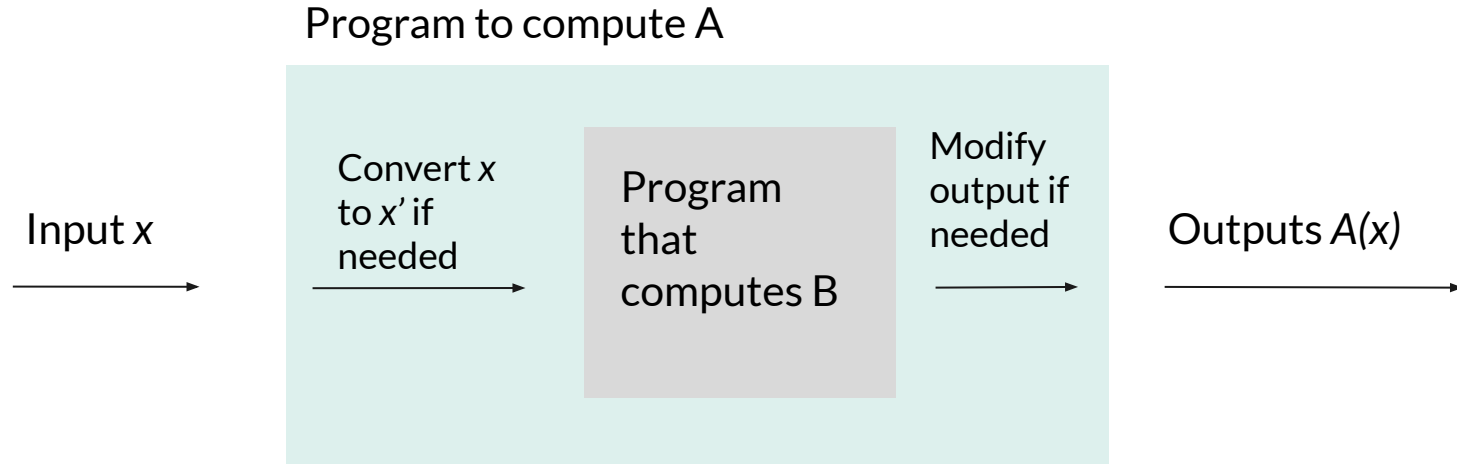 Program to compute A
Input x
Convert x
to x’ if
needed
Program
that
computes B
Modify
output if
needed
Outputs A(x)